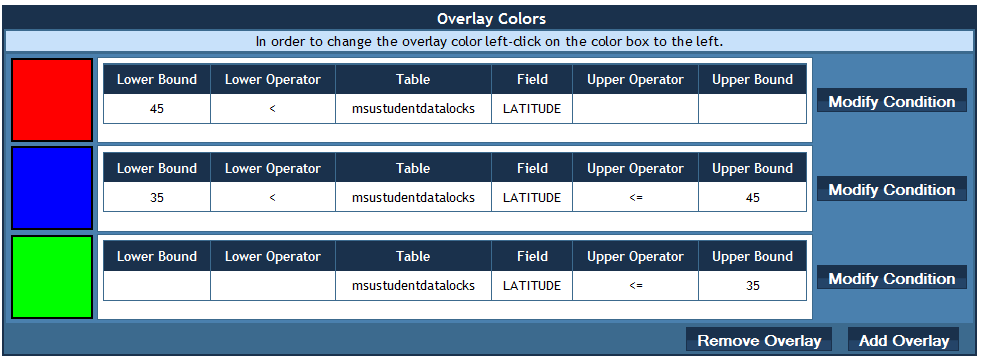 Overlay Colors
In order to change the overlay color left-click on the color box to the left.
Lower Bound Lower Operator Table Field Upper Operator Upper Bound
45 < msustudentdatalocks LATITUDE
Modify Condition
Lower Bound Lower Operator Table Field Upper Operator Upper Bound
35 < msustudentdatalocks LATITUDE <= 45
Modify Condition
Lower Bound Lower Operator Table Field Upper Operator Upper Bound
msustudentdatalocks LATITUDE <= 35
Modify Condition
Remove Overlay Add Overlay